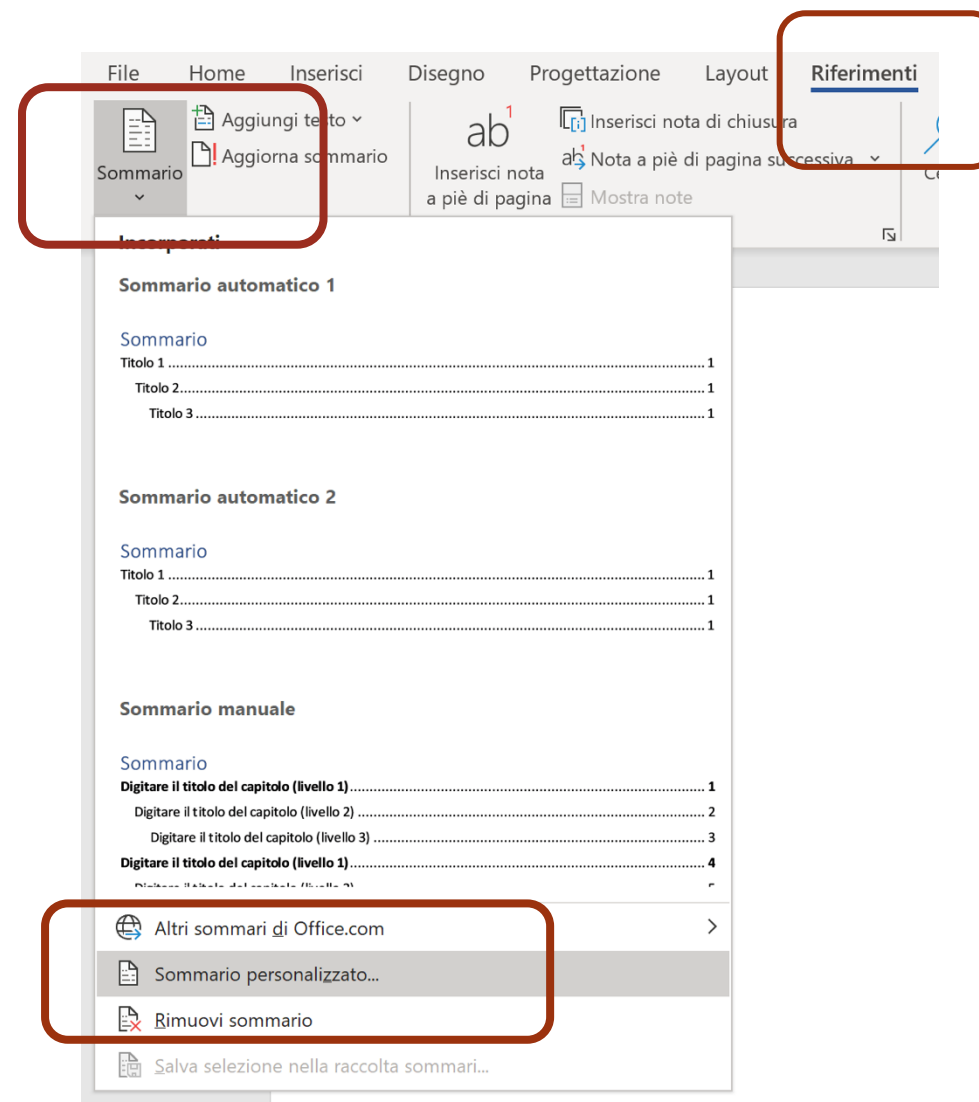 File Home Inserisci Disegno Progettazione Layout Riferimenti
Sommario
Aggiungi testo
Aggiorna sommario
ab1
Inserisci nota
a piè di pagina
[i] Inserisci nota di chiusura
ab1 Nota a piè di pagina successiva
Mostra note
Incorporati
Sommario automatico 1
Sommario
Titolo 1 ........ 1
Titolo 2 ........ 1
Titolo 3 ........ 1
Sommario automatico 2
Sommario
Titolo 1 ........ 1
Titolo 2 ........ 1
Titolo 3 ........ 1
Sommario manuale
Sommario
Digitare il titolo del capitolo (livello 1) ........ 1
Digitare il titolo del capitolo (livello 2) ........ 2
Digitare il titolo del capitolo (livello 3) ........ 3
Digitare il titolo del capitolo (livello 1) ........ 4
Altri sommari di Office.com
Sommario personalizzato...
Rimuovi sommario
Salva selezione nella raccolta sommari...